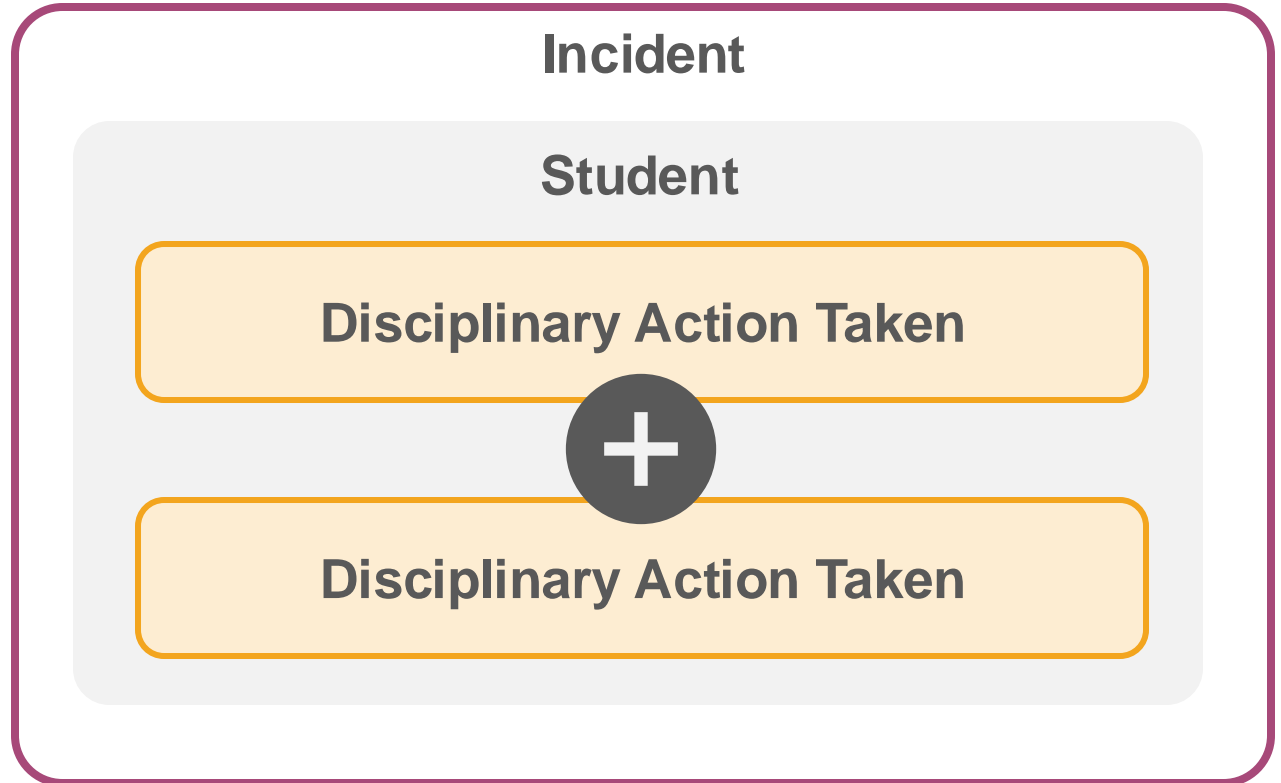 Incident
Student
Disciplinary Action Taken
+
Disciplinary Action Taken